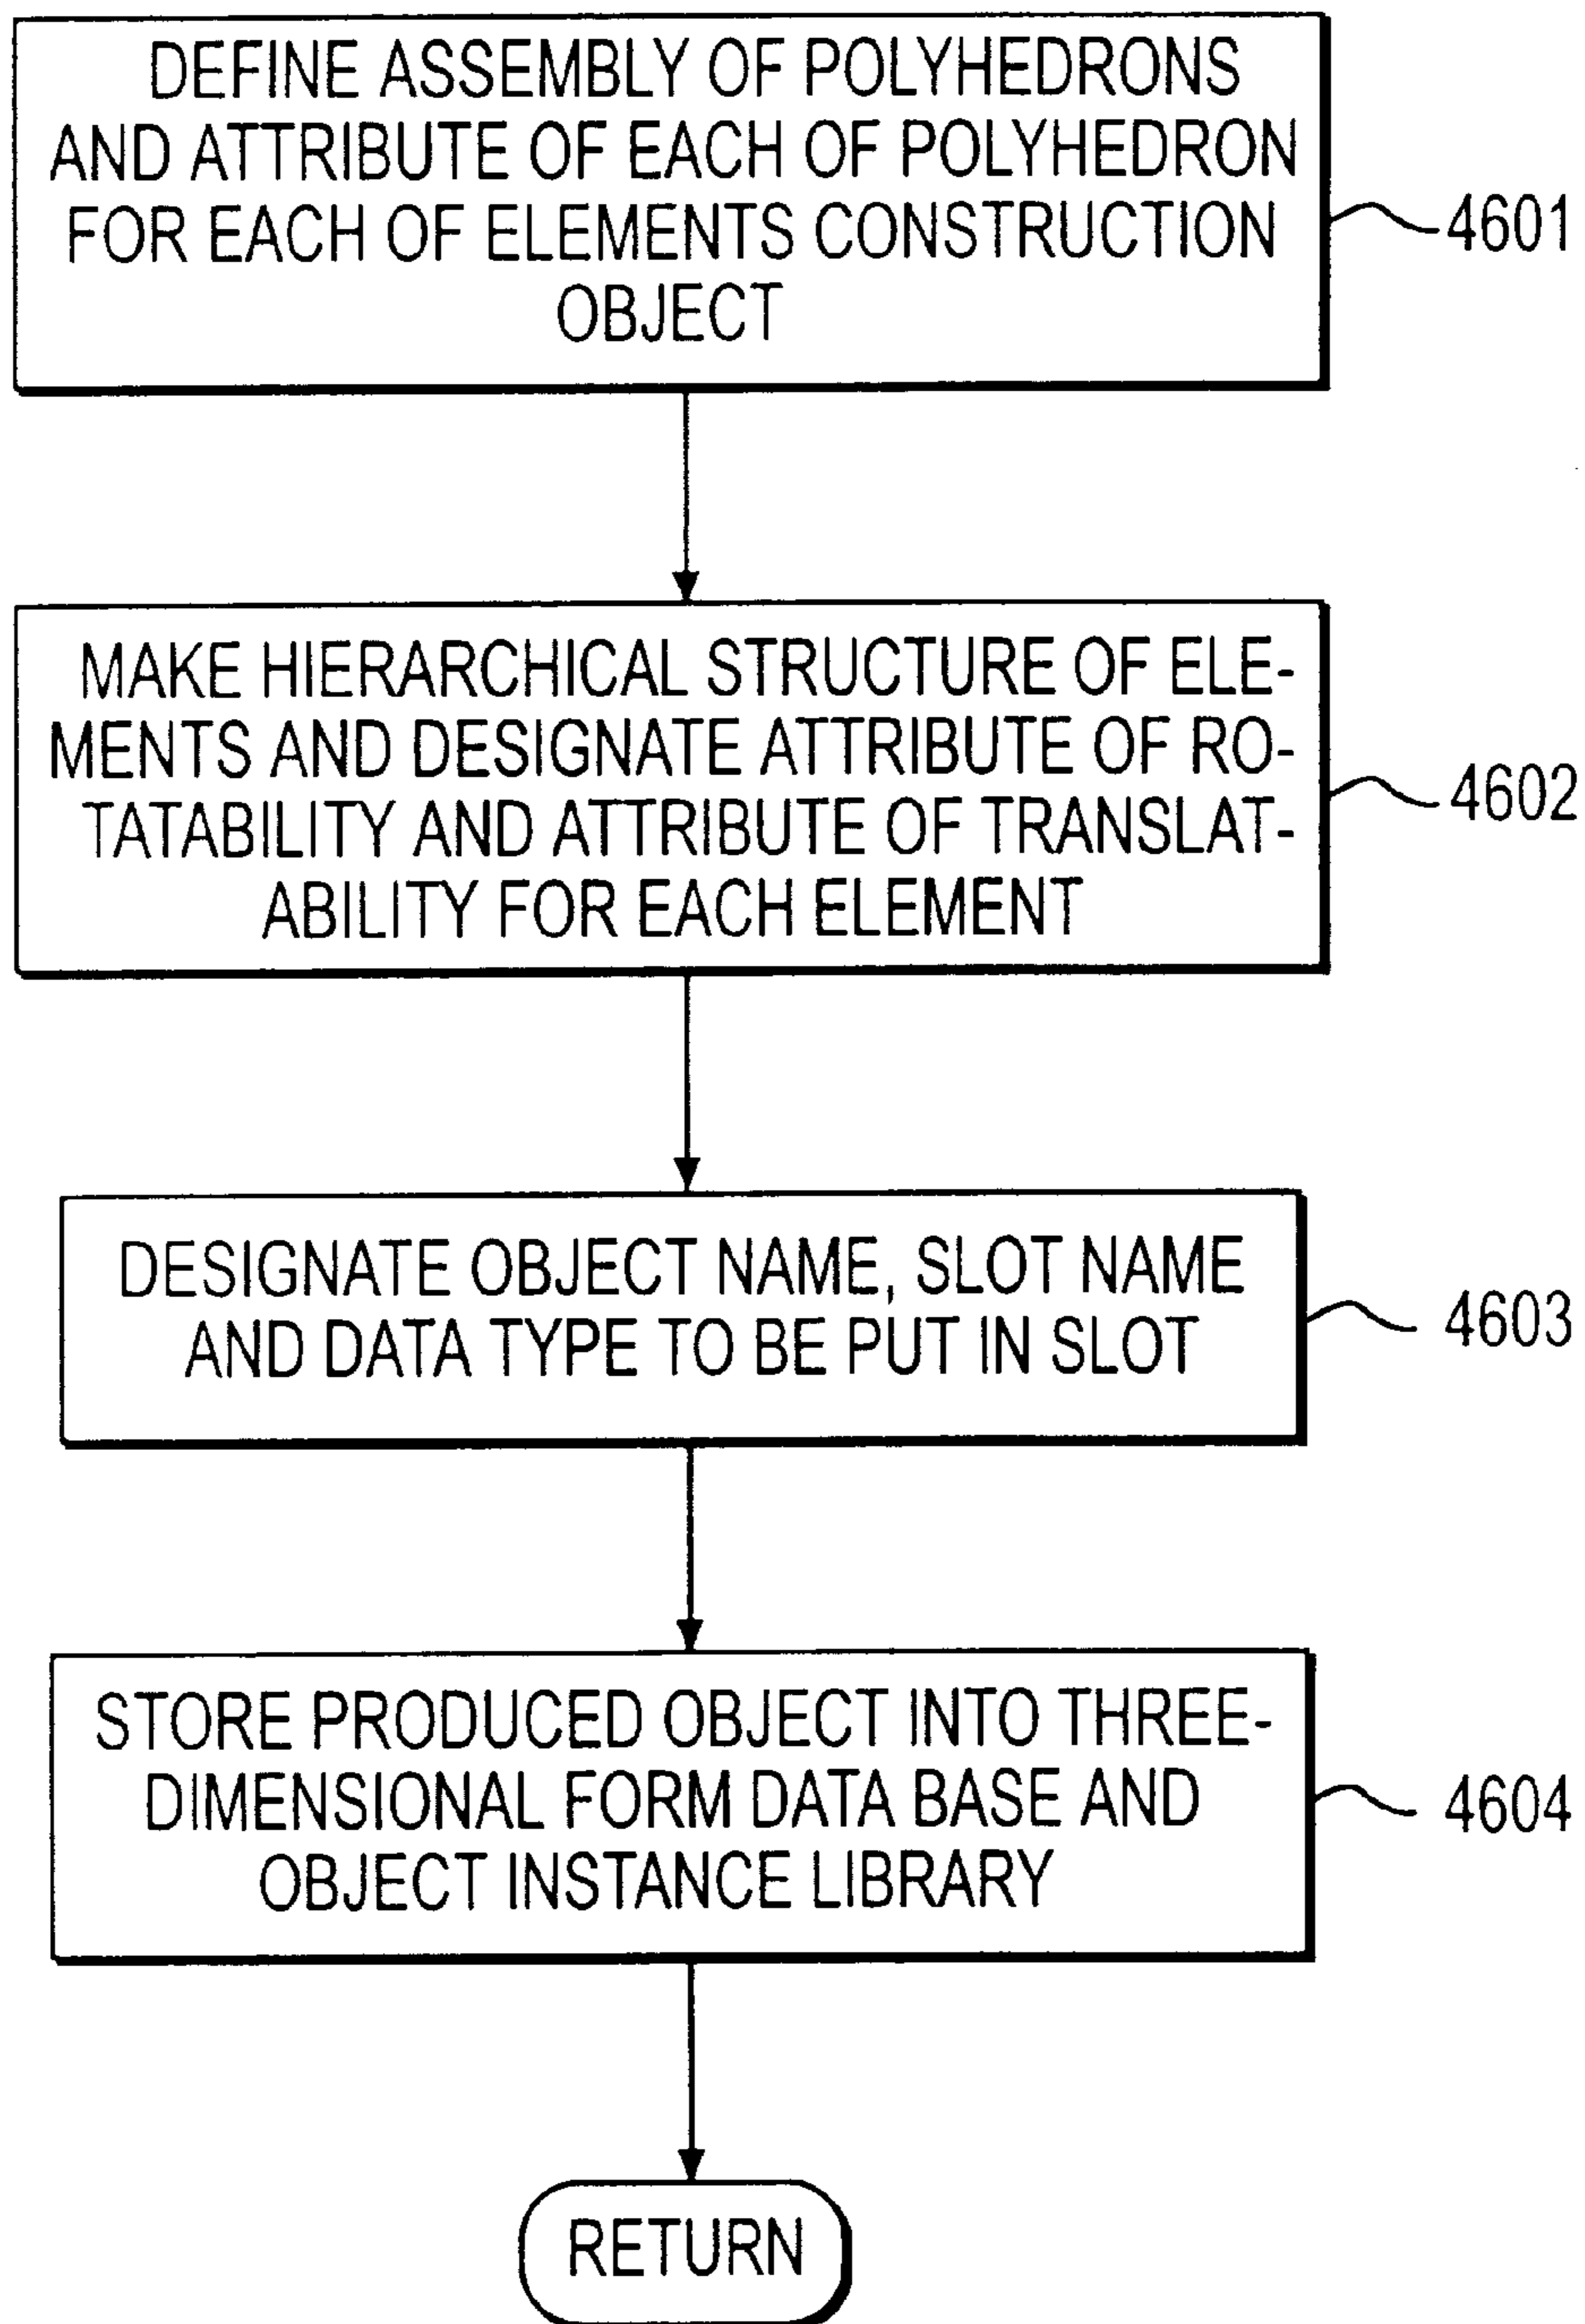 DEFINE ASSEMBLY OF POLYHEDRONS
AND ATTRIBUTE OF EACH OF POLYHEDRON
FOR EACH OF ELEMENTS CONSTRUCTION
OBJECT
4601
MAKE HIERARCHICAL STRUCTURE OF ELE-
MENTS AND DESIGNATE ATTRIBUTE OF RO-
TATABILITY AND ATTRIBUTE OF TRANSLAT-
ABILITY FOR EACH ELEMENT
4602
DESIGNATE OBJECT NAME, SLOT NAME
AND DATA TYPE TO BE PUT IN SLOT
4603
STORE PRODUCED OBJECT INTO THREE-
DIMENSIONAL FORM DATA BASE AND
OBJECT INSTANCE LIBRARY
4604
RETURN